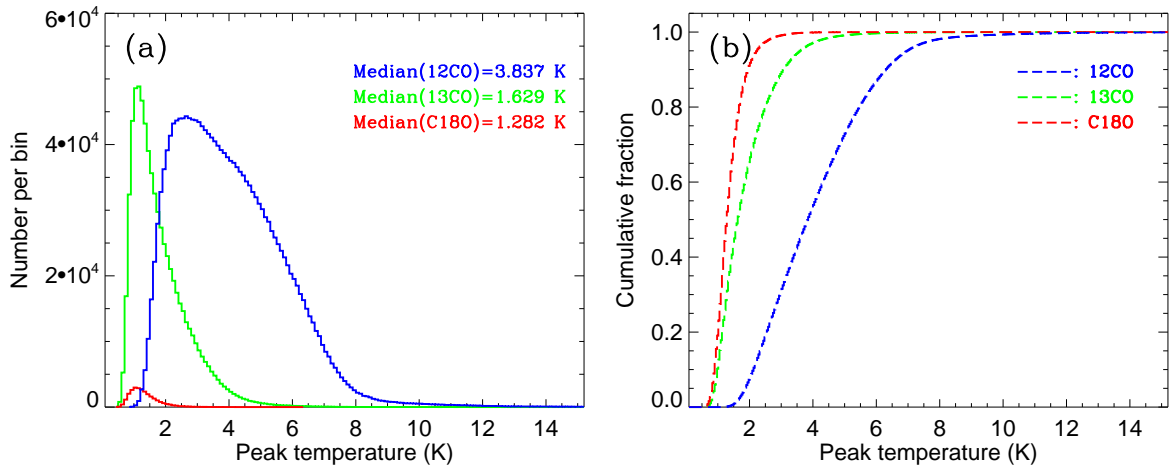 (a)
Median(12CO)=3.837 K
Median(13CO)=1.629 K
Median(C18O)=1.282 K
6•10⁴
4•10⁴
2•10⁴
0
Number per bin
2 4 6 8 10 12 14
Peak temperature (K)
(b)
: 12CO
: 13CO
: C18O
1.0
0.8
0.6
0.4
0.2
0.0
Cumulative fraction
2 4 6 8 10 12 14
Peak temperature (K)